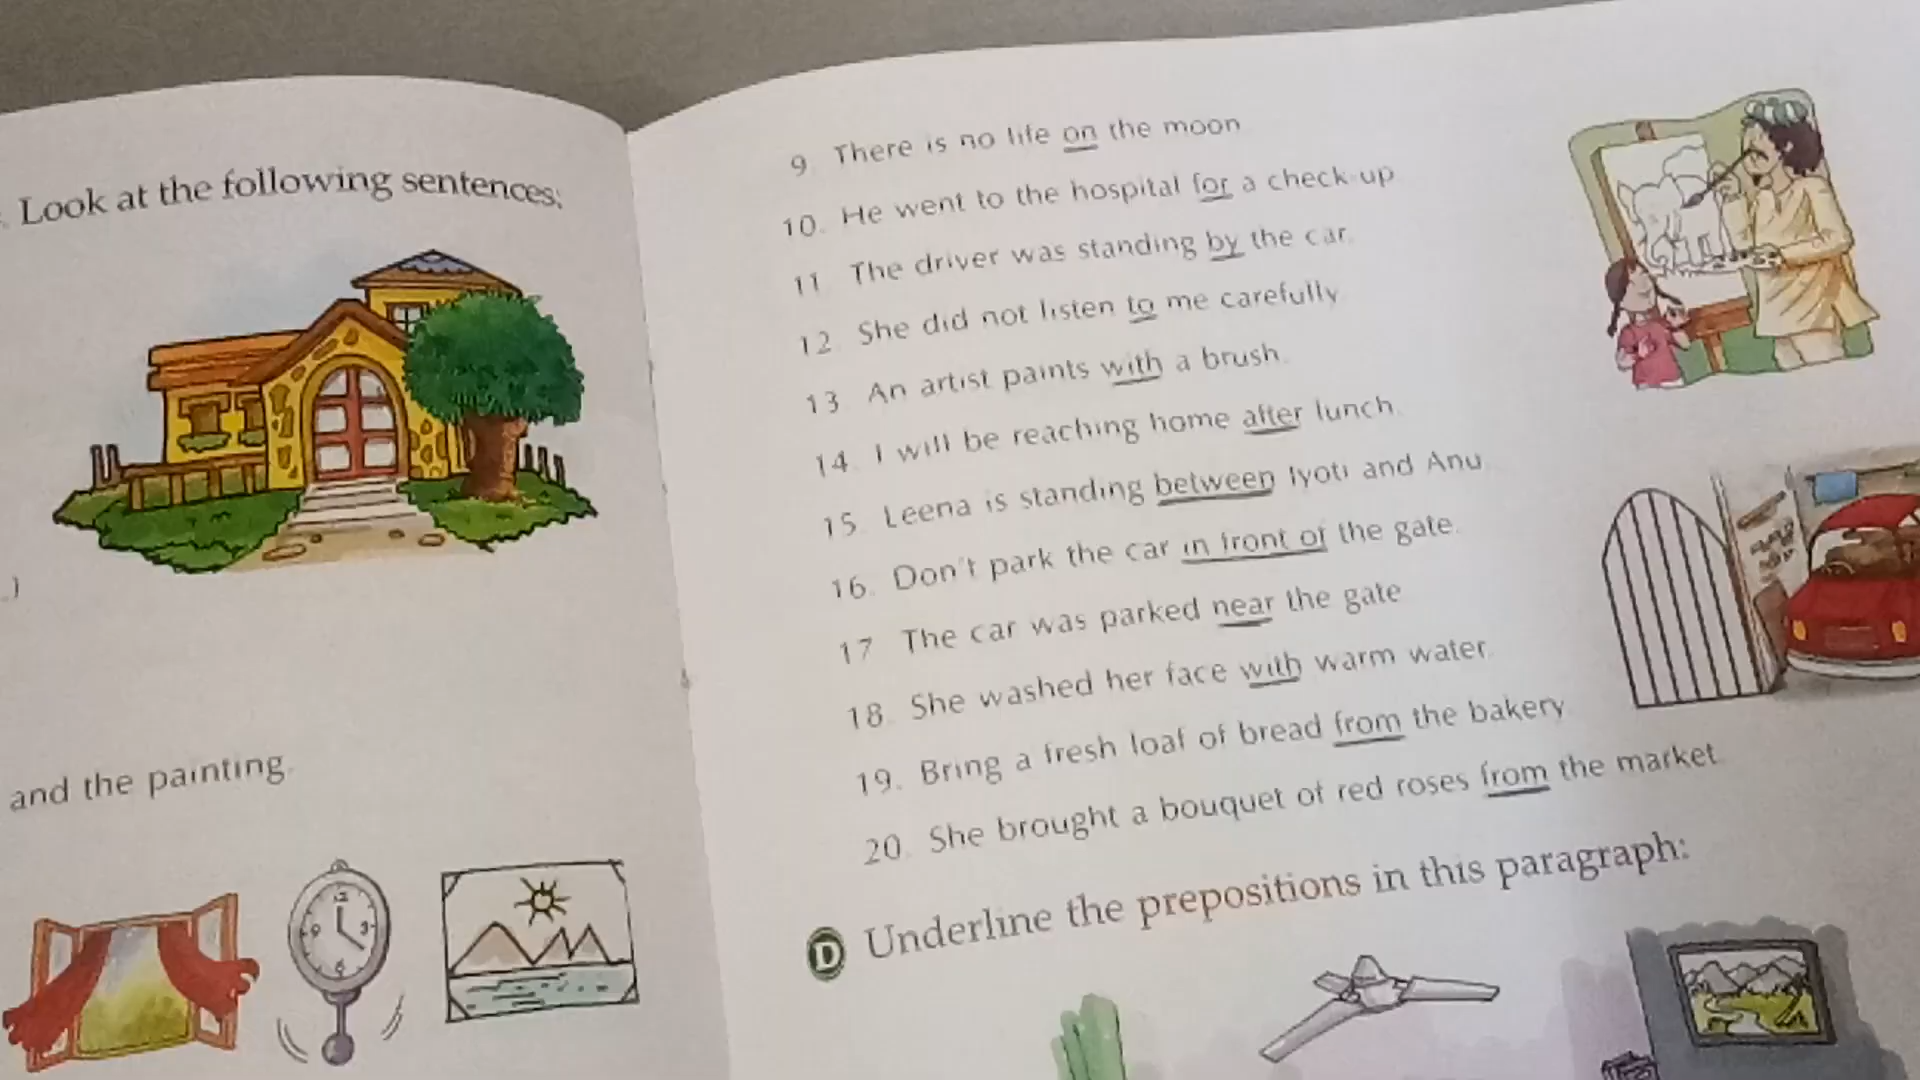 Look at the following sentences:
and the painting.
9. There is no life on the moon.
10. He went to the hospital for a check-up.
11. The driver was standing by the car.
12. She did not listen to me carefully.
13. An artist paints with a brush.
14. I will be reaching home after lunch.
15. Leena is standing between Jyoti and Anu.
16. Don't park the car in front of the gate.
17. The car was parked near the gate.
18. She washed her face with warm water.
19. Bring a fresh loaf of bread from the bakery.
20. She brought a bouquet of red roses from the market.
D Underline the prepositions in this paragraph: